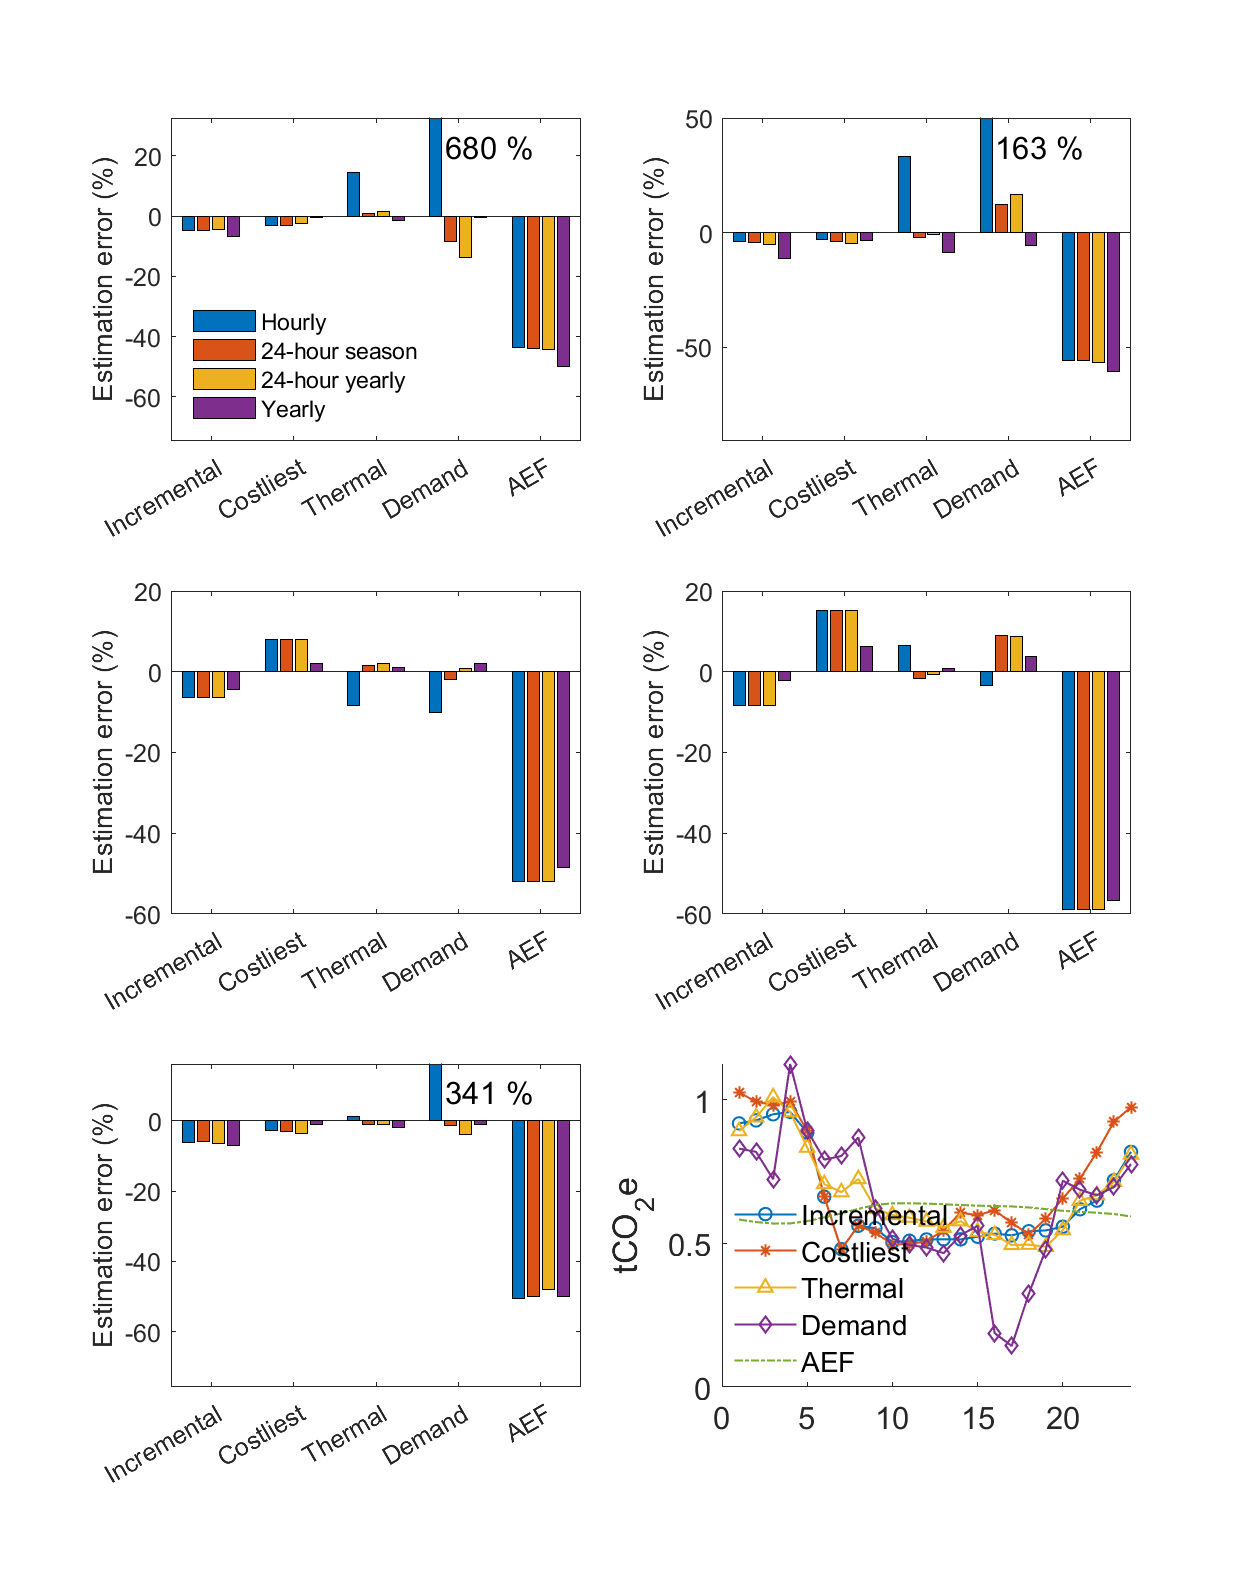 680 %
20
0
-20
-40
-60
Estimation error (%)
Hourly
24-hour season
24-hour yearly
Yearly
Incremental
Costliest
Thermal
Demand
AEF
163 %
50
0
-50
Estimation error (%)
Incremental
Costliest
Thermal
Demand
AEF
20
0
-20
-40
-60
Estimation error (%)
Incremental
Costliest
Thermal
Demand
AEF
20
0
-20
-40
-60
Estimation error (%)
Incremental
Costliest
Thermal
Demand
AEF
341 %
0
-20
-40
-60
Estimation error (%)
Incremental
Costliest
Thermal
Demand
AEF
1
0.5
0
tCO2e
Incremental
Costliest
Thermal
Demand
AEF
0 5 10 15 20